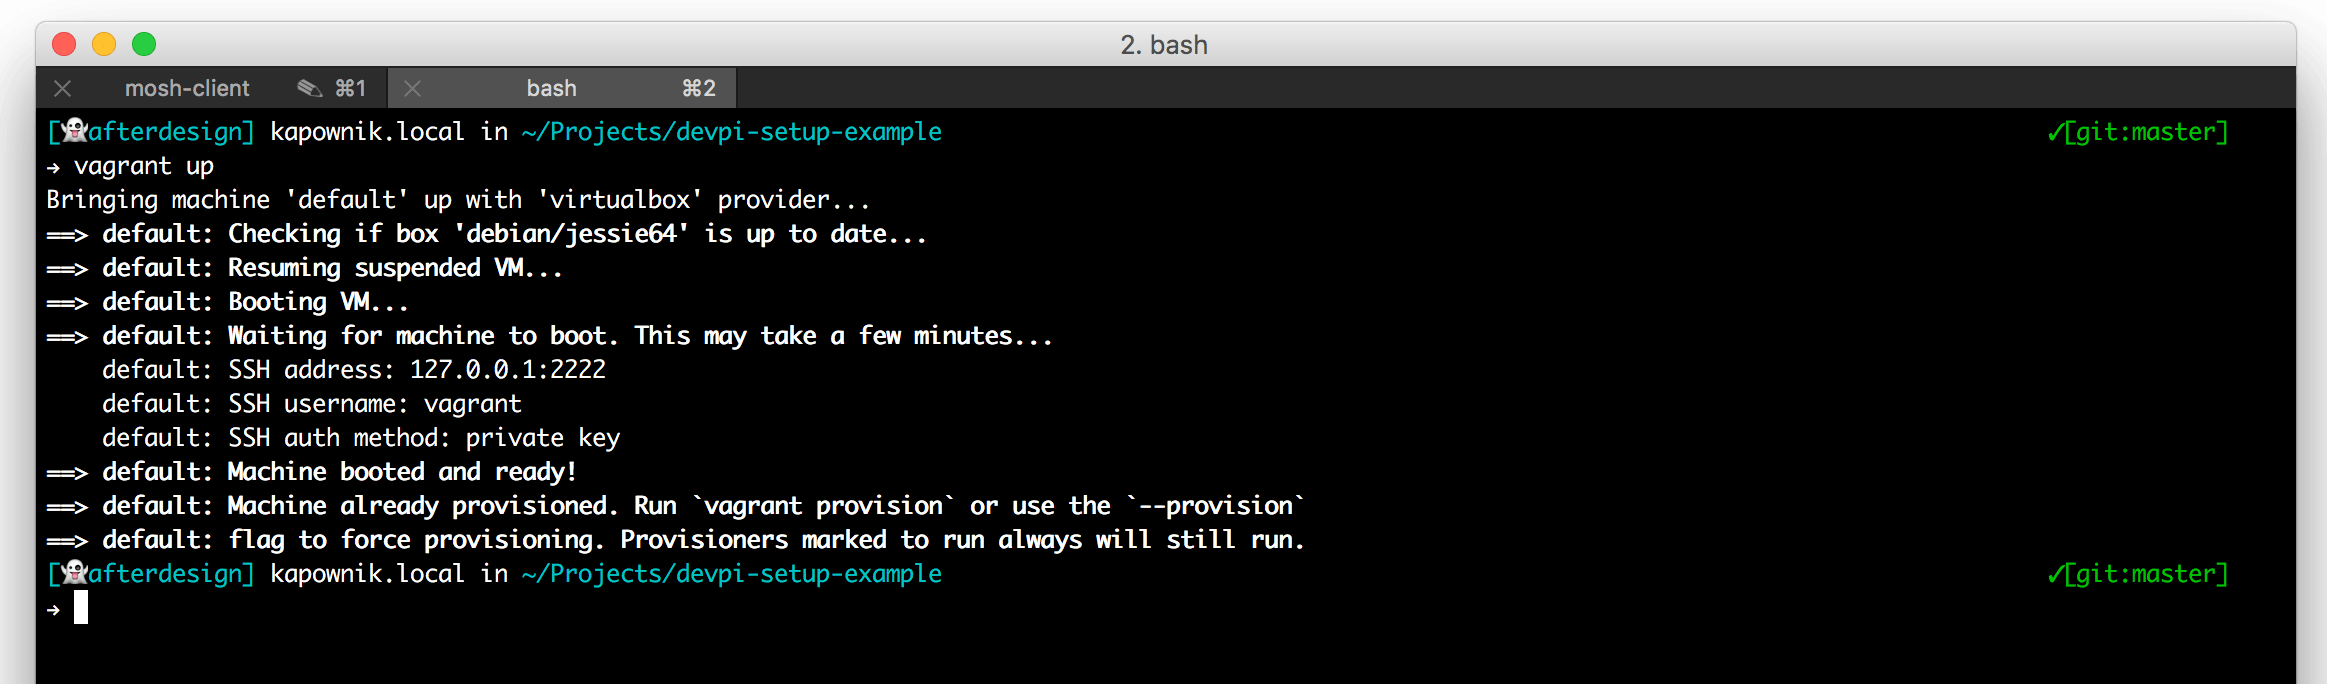 2. bash
mosh-client ⌘1 bash ⌘2
[👻afterdesign] kapownik.local in ~/Projects/devpi-setup-example ✓[git:master]
→ vagrant up
Bringing machine 'default' up with 'virtualbox' provider...
==> default: Checking if box 'debian/jessie64' is up to date...
==> default: Resuming suspended VM...
==> default: Booting VM...
==> default: Waiting for machine to boot. This may take a few minutes...
    default: SSH address: 127.0.0.1:2222
    default: SSH username: vagrant
    default: SSH auth method: private key
==> default: Machine booted and ready!
==> default: Machine already provisioned. Run `vagrant provision` or use the `--provision`
==> default: flag to force provisioning. Provisioners marked to run always will still run.
[👻afterdesign] kapownik.local in ~/Projects/devpi-setup-example ✓[git:master]
→